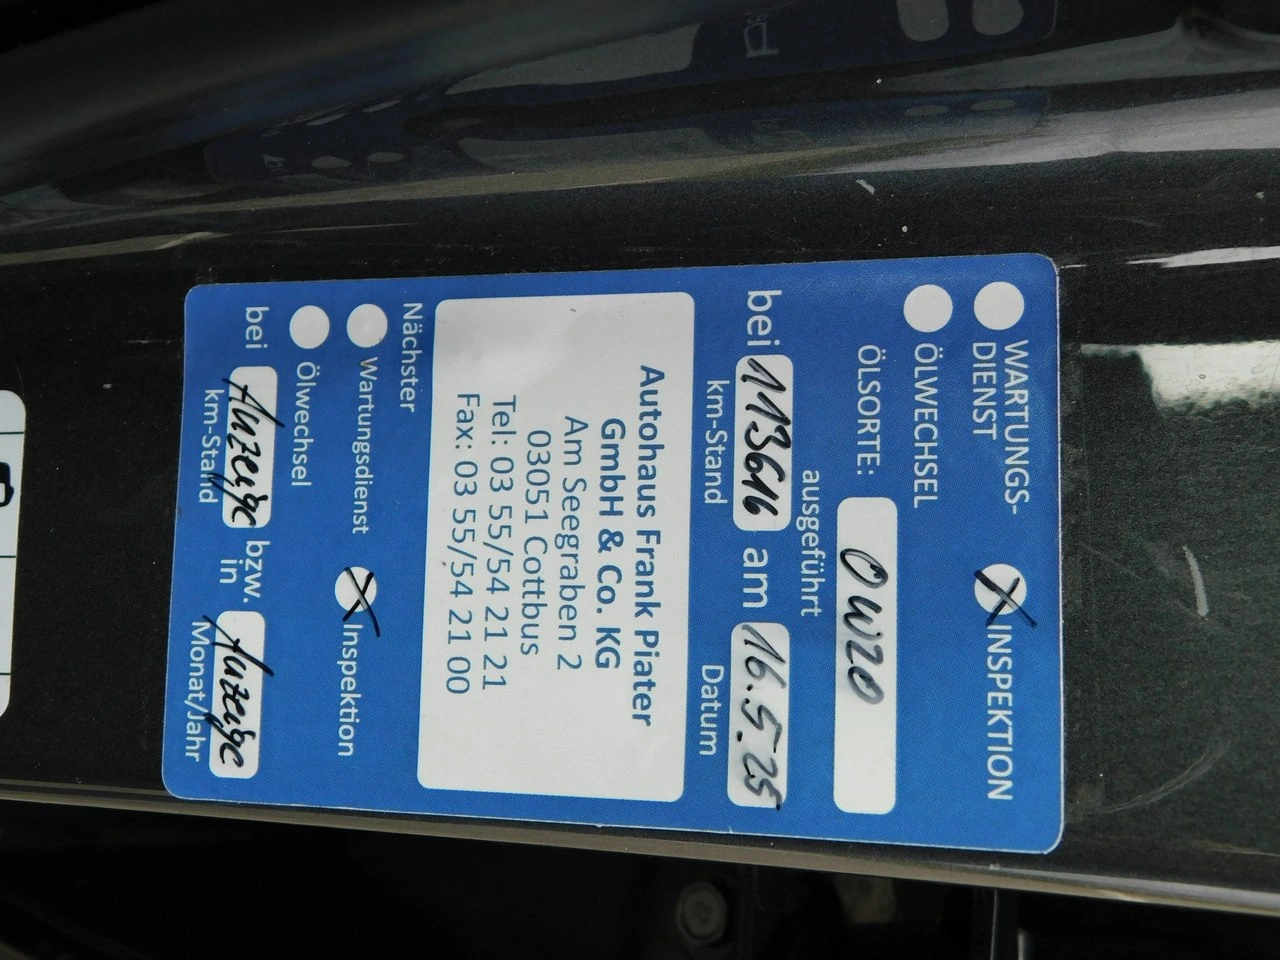 WARTUNGS-
DIENST
INSPEKTION
ÖLWECHSEL
ÖLSORTE: 0W20
ausgeführt
bei 113616 am 16.5.25
km-Stand Datum
Autohaus Frank Piater
GmbH & Co. KG
Am Seegraben 2
03051 Cottbus
Tel: 03 55/54 21 21
Fax: 03 55/54 21 00
Nächster
Wartungsdienst Inspektion
Ölwechsel
bei Anzeige bzw. in Anzeige
km-Stand Monat/Jahr